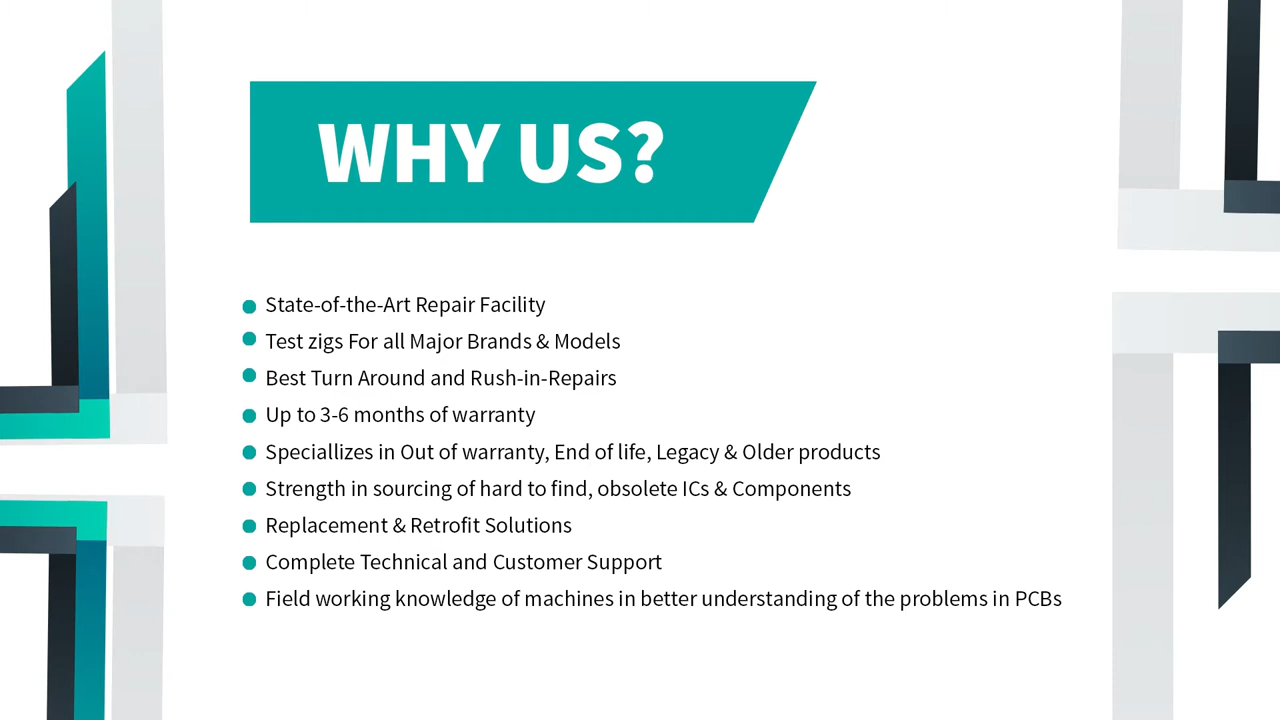 WHY US?
State-of-the-Art Repair Facility
Test zigs For all Major Brands & Models
Best Turn Around and Rush-in-Repairs
Up to 3-6 months of warranty
Speciallizes in Out of warranty, End of life, Legacy & Older products
Strength in sourcing of hard to find, obsolete ICs & Components
Replacement & Retrofit Solutions
Complete Technical and Customer Support
Field working knowledge of machines in better understanding of the problems in PCBs